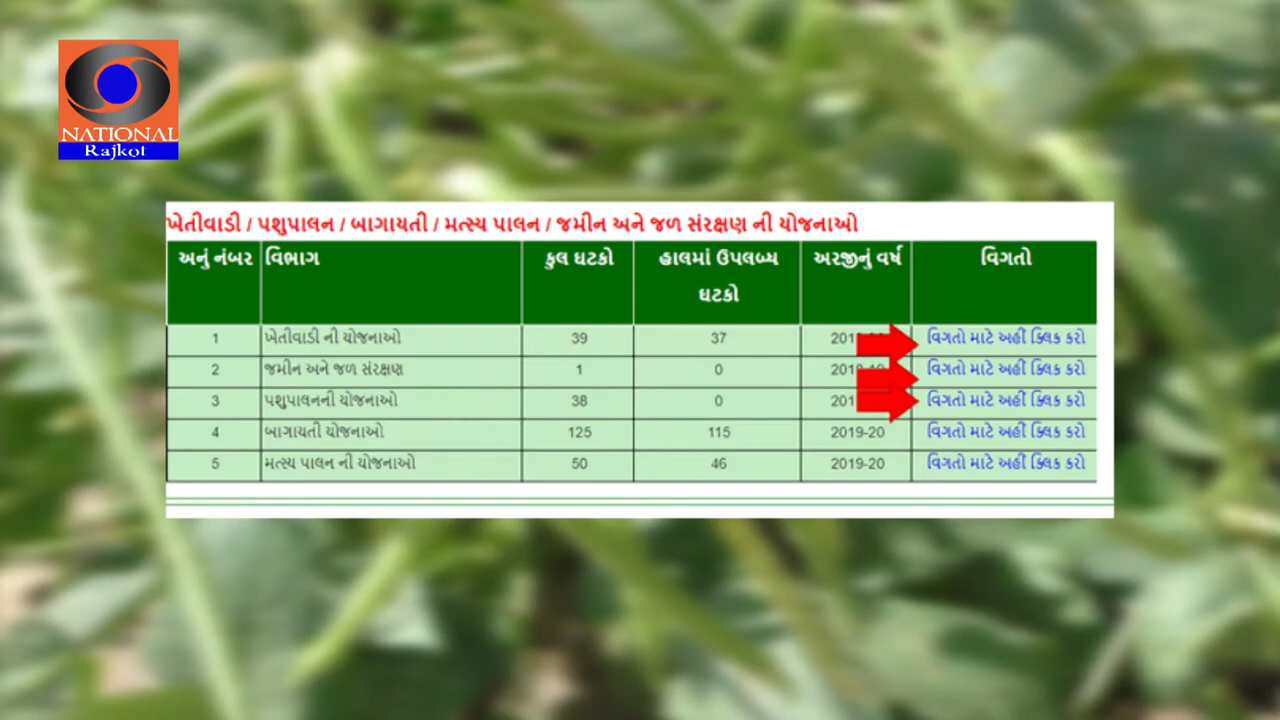 NATIONAL
Rajkot
ખેતીવાડી / પશુપાલન / બાગાયતી / મત્સ્ય પાલન / જમીન અને જળ સંરક્ષણ ની યોજનાઓ
અનું નંબર વિભાગ કુલ ઘટકો હાલમાં ઉપલબ્ધ ઘટકો અરજીનું વર્ષ વિગતો
1 ખેતીવાડી ની યોજનાઓ 39 37 વિગતો માટે અહીં ક્લિક કરો
2 જમીન અને જળ સંરક્ષણ 1 0 વિગતો માટે અહીં ક્લિક કરો
3 પશુપાલનની યોજનાઓ 38 0 વિગતો માટે અહીં ક્લિક કરો
4 બાગાયતી યોજનાઓ 125 115 2019-20 વિગતો માટે અહીં ક્લિક કરો
5 મત્સ્ય પાલન ની યોજનાઓ 50 46 2019-20 વિગતો માટે અહીં ક્લિક કરો